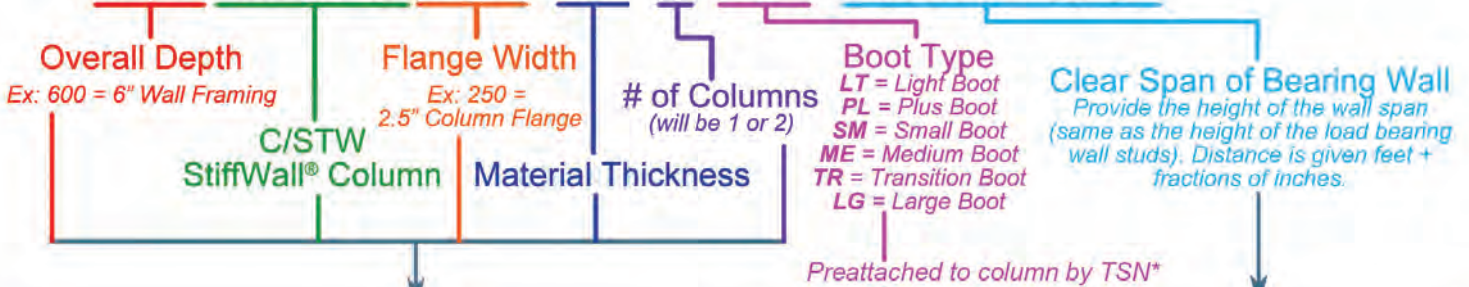 Overall Depth
Ex: 600 = 6" Wall Framing
C/STW
StiffWall® Column
Flange Width
Ex: 250 =
2.5" Column Flange
Material Thickness
# of Columns
(will be 1 or 2)
Boot Type
LT = Light Boot
PL = Plus Boot
SM = Small Boot
ME = Medium Boot
TR = Transition Boot
LG = Large Boot
Preattached to column by TSN*
Clear Span of Bearing Wall
Provide the height of the wall span
(same as the height of the load bearing
wall studs). Distance is given feet +
fractions of Inches.